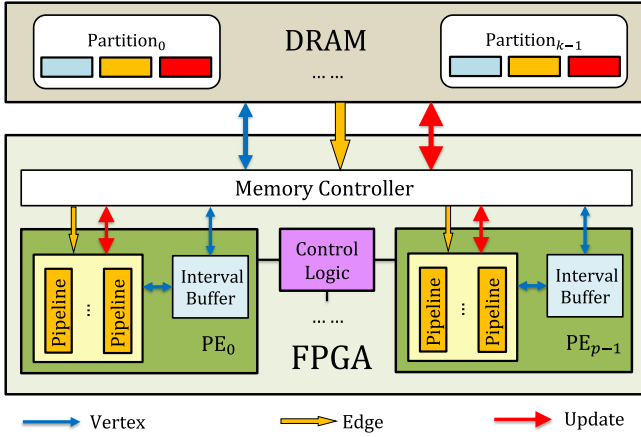 Partition₀
DRAM
Partitionₖ₋₁
... ...
Memory Controller
Pipeline
...
Pipeline
Interval
Buffer
PE₀
Control
Logic
... ...
FPGA
Pipeline
...
Pipeline
Interval
Buffer
PEₚ₋₁
Vertex
Edge
Update